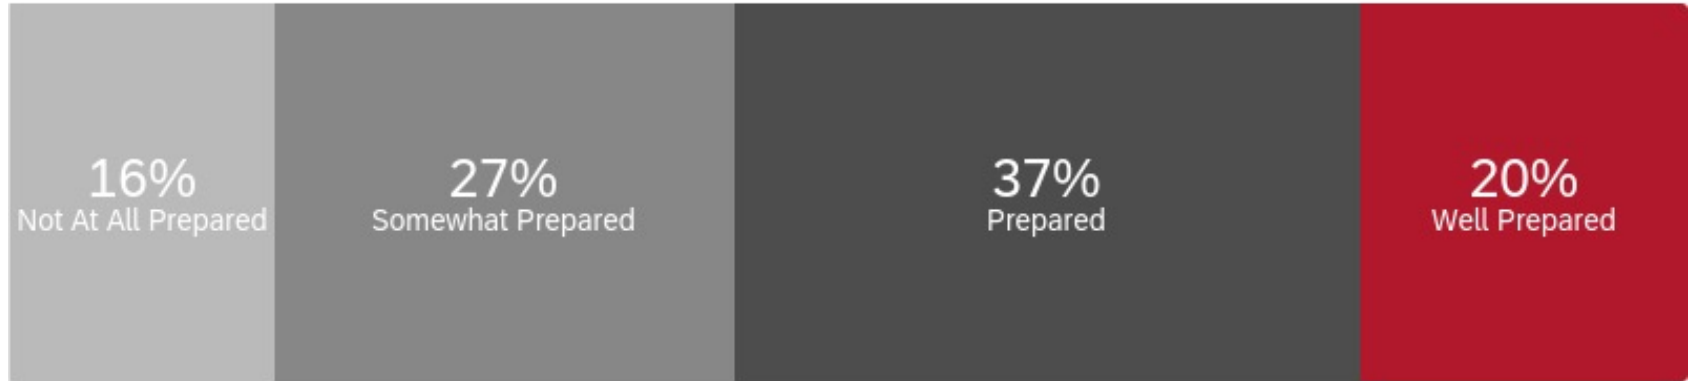 16%
Not At All Prepared
27%
Somewhat Prepared
37%
Prepared
20%
Well Prepared